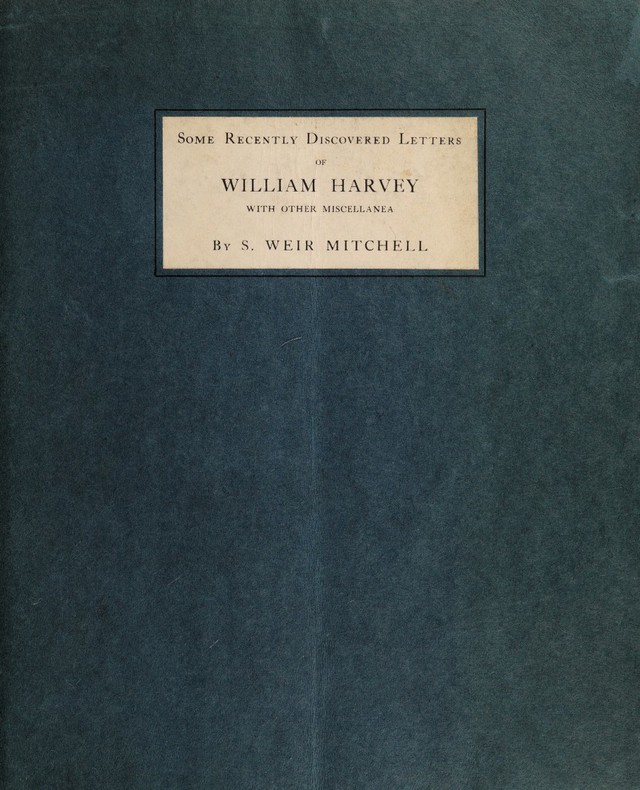 Some Recently Discovered Letters
of
WILLIAM HARVEY
WITH OTHER MISCELLANEA
By S. WEIR MITCHELL